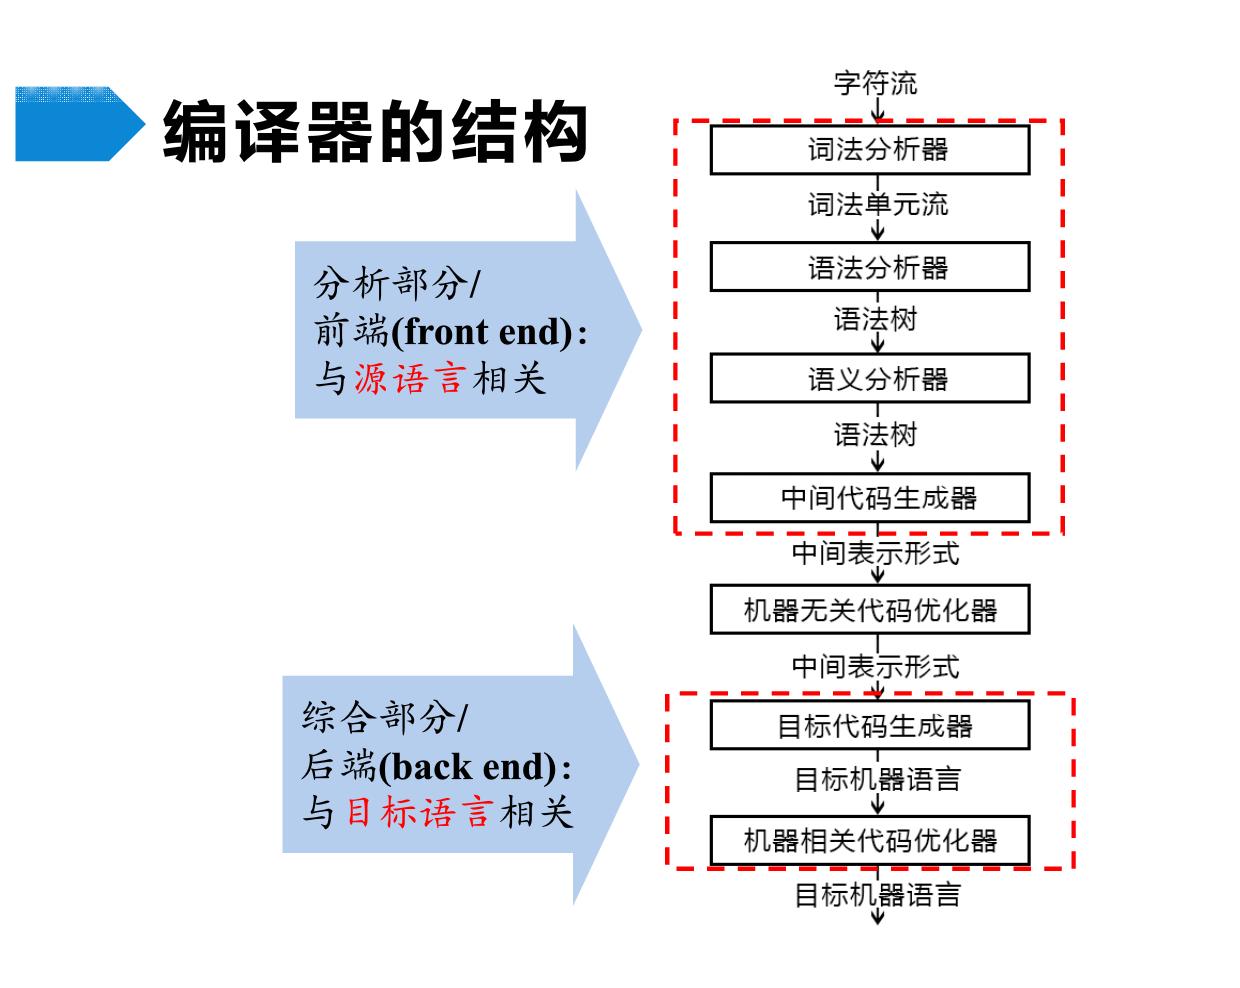 编译器的结构
分析部分/
前端(front end):
与源语言相关
综合部分/
后端(back end):
与目标语言相关
字符流
词法分析器
词法单元流
语法分析器
语法树
语义分析器
语法树
中间代码生成器
中间表示形式
机器无关代码优化器
中间表示形式
目标代码生成器
目标机器语言
机器相关代码优化器
目标机器语言